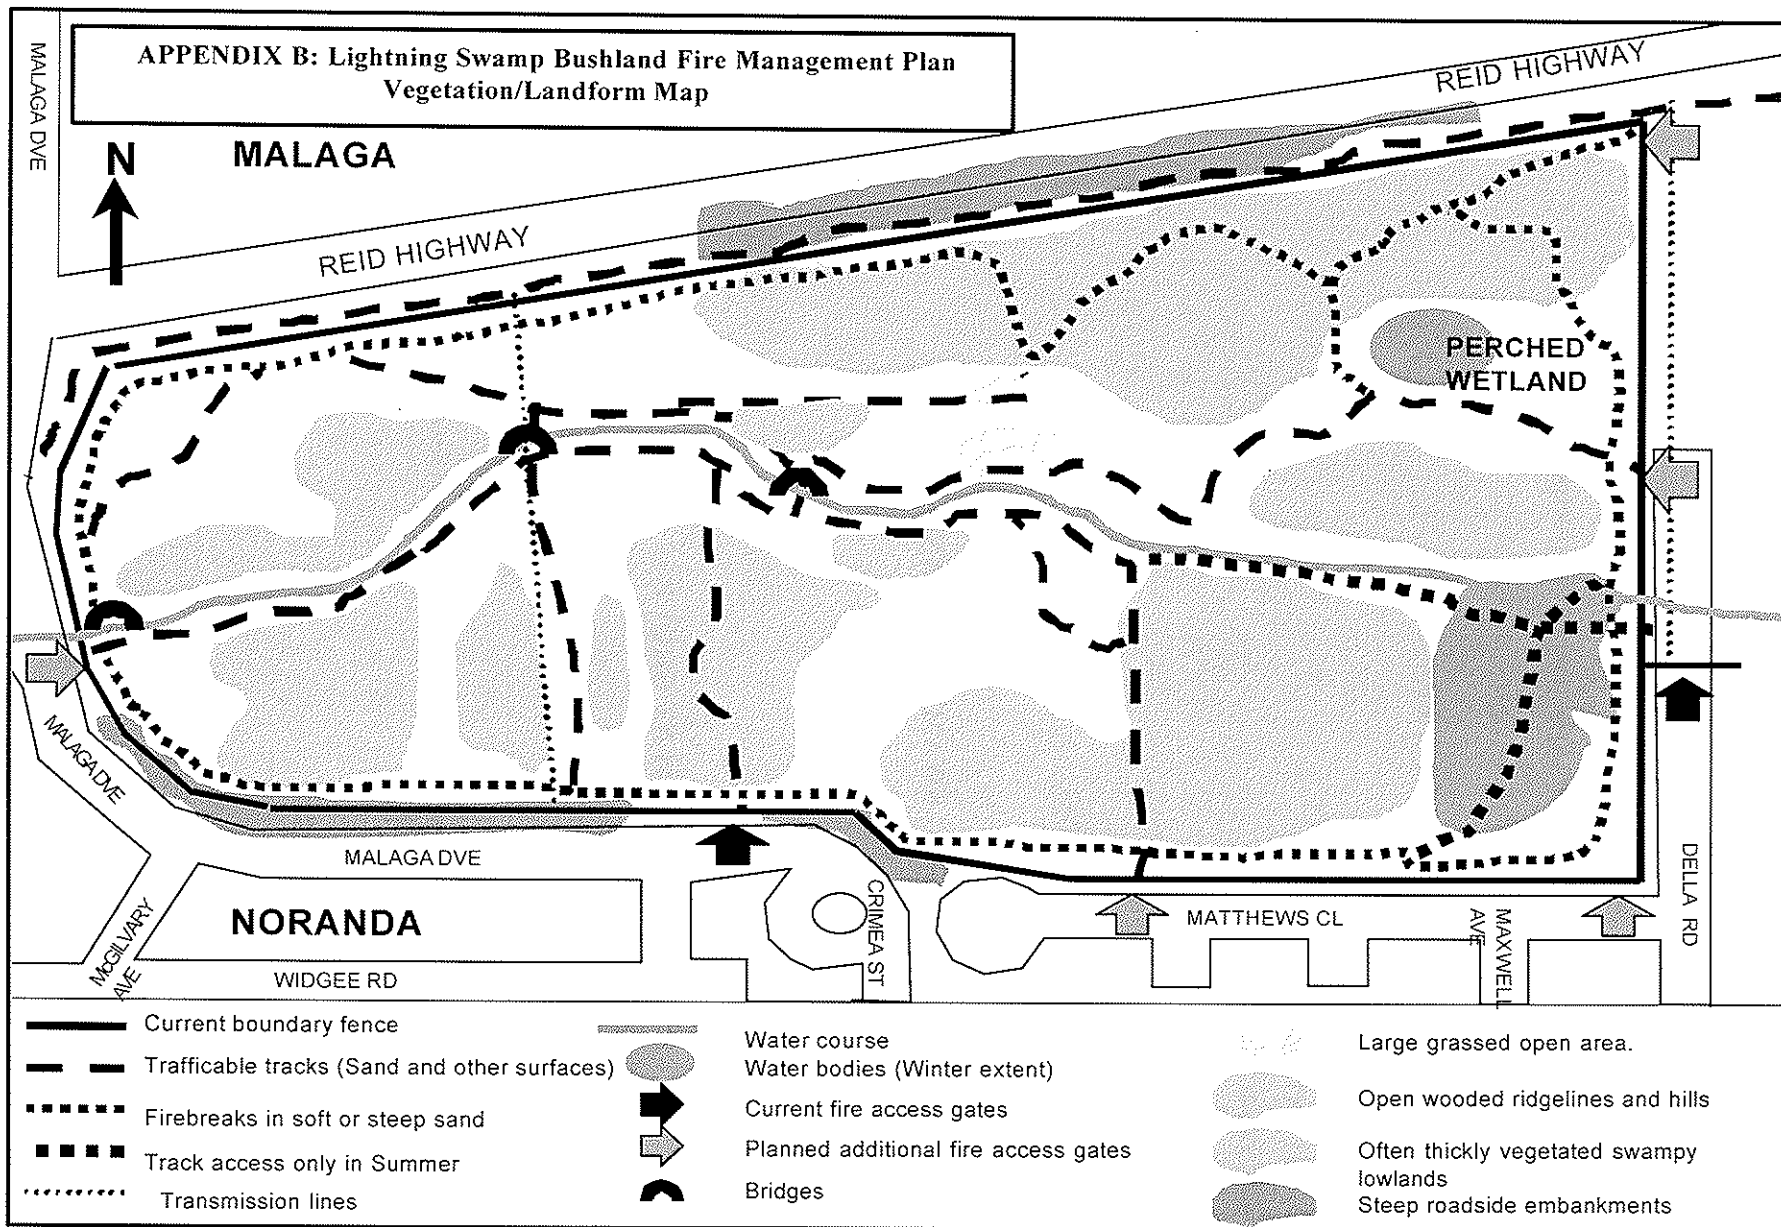 APPENDIX B: Lightning Swamp Bushland Fire Management Plan
Vegetation/Landform Map
MALAGA DVE
N
MALAGA
REID HIGHWAY
REID HIGHWAY
PERCHED
WETLAND
MALAGA DVE
MALAGA DVE
McGILVARY
AVE
NORANDA
WIDGEE RD
CRIMEA ST
MATTHEWS CL
MAXWELL
AVE
DELLA RD
Current boundary fence
Trafficable tracks (Sand and other surfaces)
Firebreaks in soft or steep sand
Track access only in Summer
Transmission lines
Water course
Water bodies (Winter extent)
Current fire access gates
Planned additional fire access gates
Bridges
Large grassed open area.
Open wooded ridgelines and hills
Often thickly vegetated swampy
lowlands
Steep roadside embankments